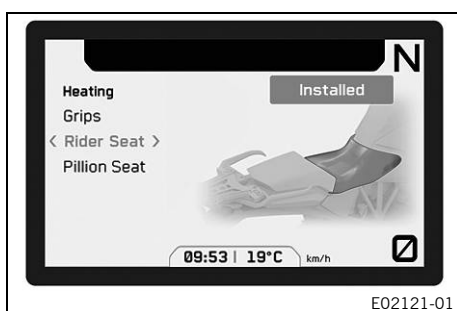 N
Heating
Installed
Grips
< Rider Seat >
Pillion Seat
09:53 | 19°C km/h
0
E02121-01